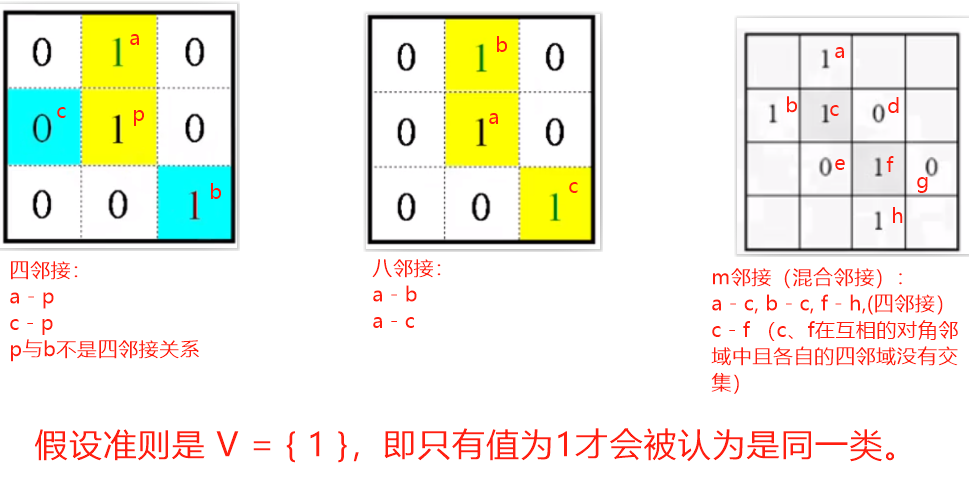 0 1 a 0
0 c 1 p 0
0 0 1 b
四邻接：
a - p
c - p
p与b不是四邻接关系
0 1 b 0
0 1 a 0
0 0 1 c
八邻接：
a - b
a - c
1 a
1 b 1 c 0 d
0 e 1 f 0 g
1 h
m邻接（混合邻接）：
a - c, b - c, f - h,(四邻接）
c - f （c、f在互相的对角邻
域中且各自的四邻域没有交
集）
假设准则是 V = { 1 }，即只有值为1才会被认为是同一类。